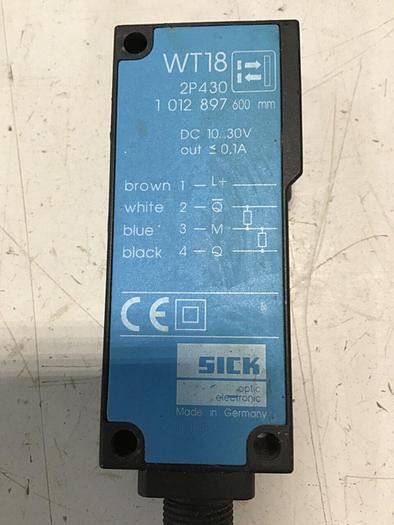 WT18
2P430
1 012 897 600 mm
DC 10...30V
out ≤ 0.1A
brown 1 – L+
white 2 – Q̅
blue 3 – M
black 4 – Q
CE
SICK
optic
electronic
Made in Germany